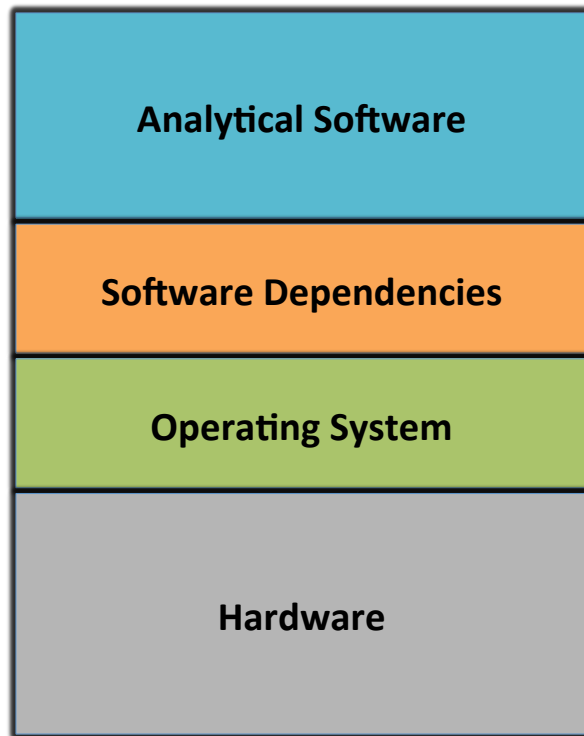 Analytical Software
Software Dependencies
Operating System
Hardware